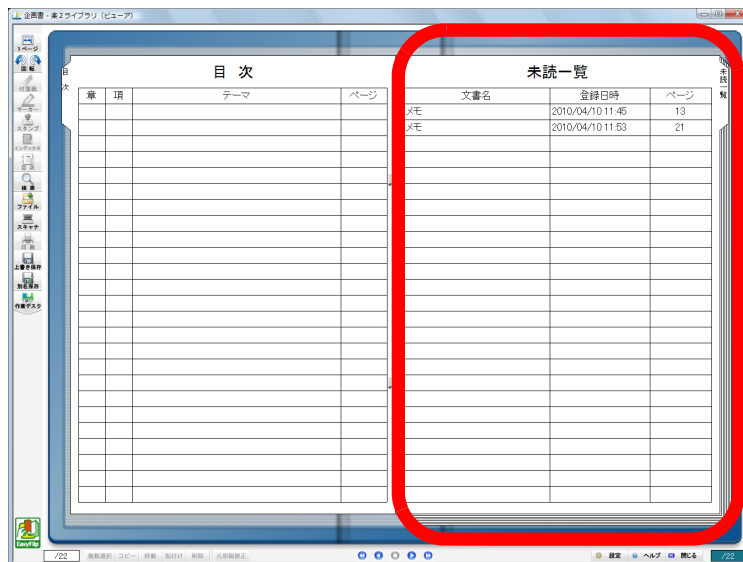 企画書 - 楽２ライブラリ（ビューア）
1ページ
回 転
付箋紙
マーカー
スタンプ
インデックス
目 次
検 索
ファイル
スキャナ
印 刷
上書き保存
別名保存
作業デスク
EasyFlip
目次
目 次
章 項 テーマ ページ
未読一覧
未読一覧
文書名 登録日時 ページ
メモ 2010/04/10 11:45 13
メモ 2010/04/10 11:53 21
/22 複数選択 コピー 移動 貼付け 削除 元原稿修正 設定 ヘルプ 閉じる /22